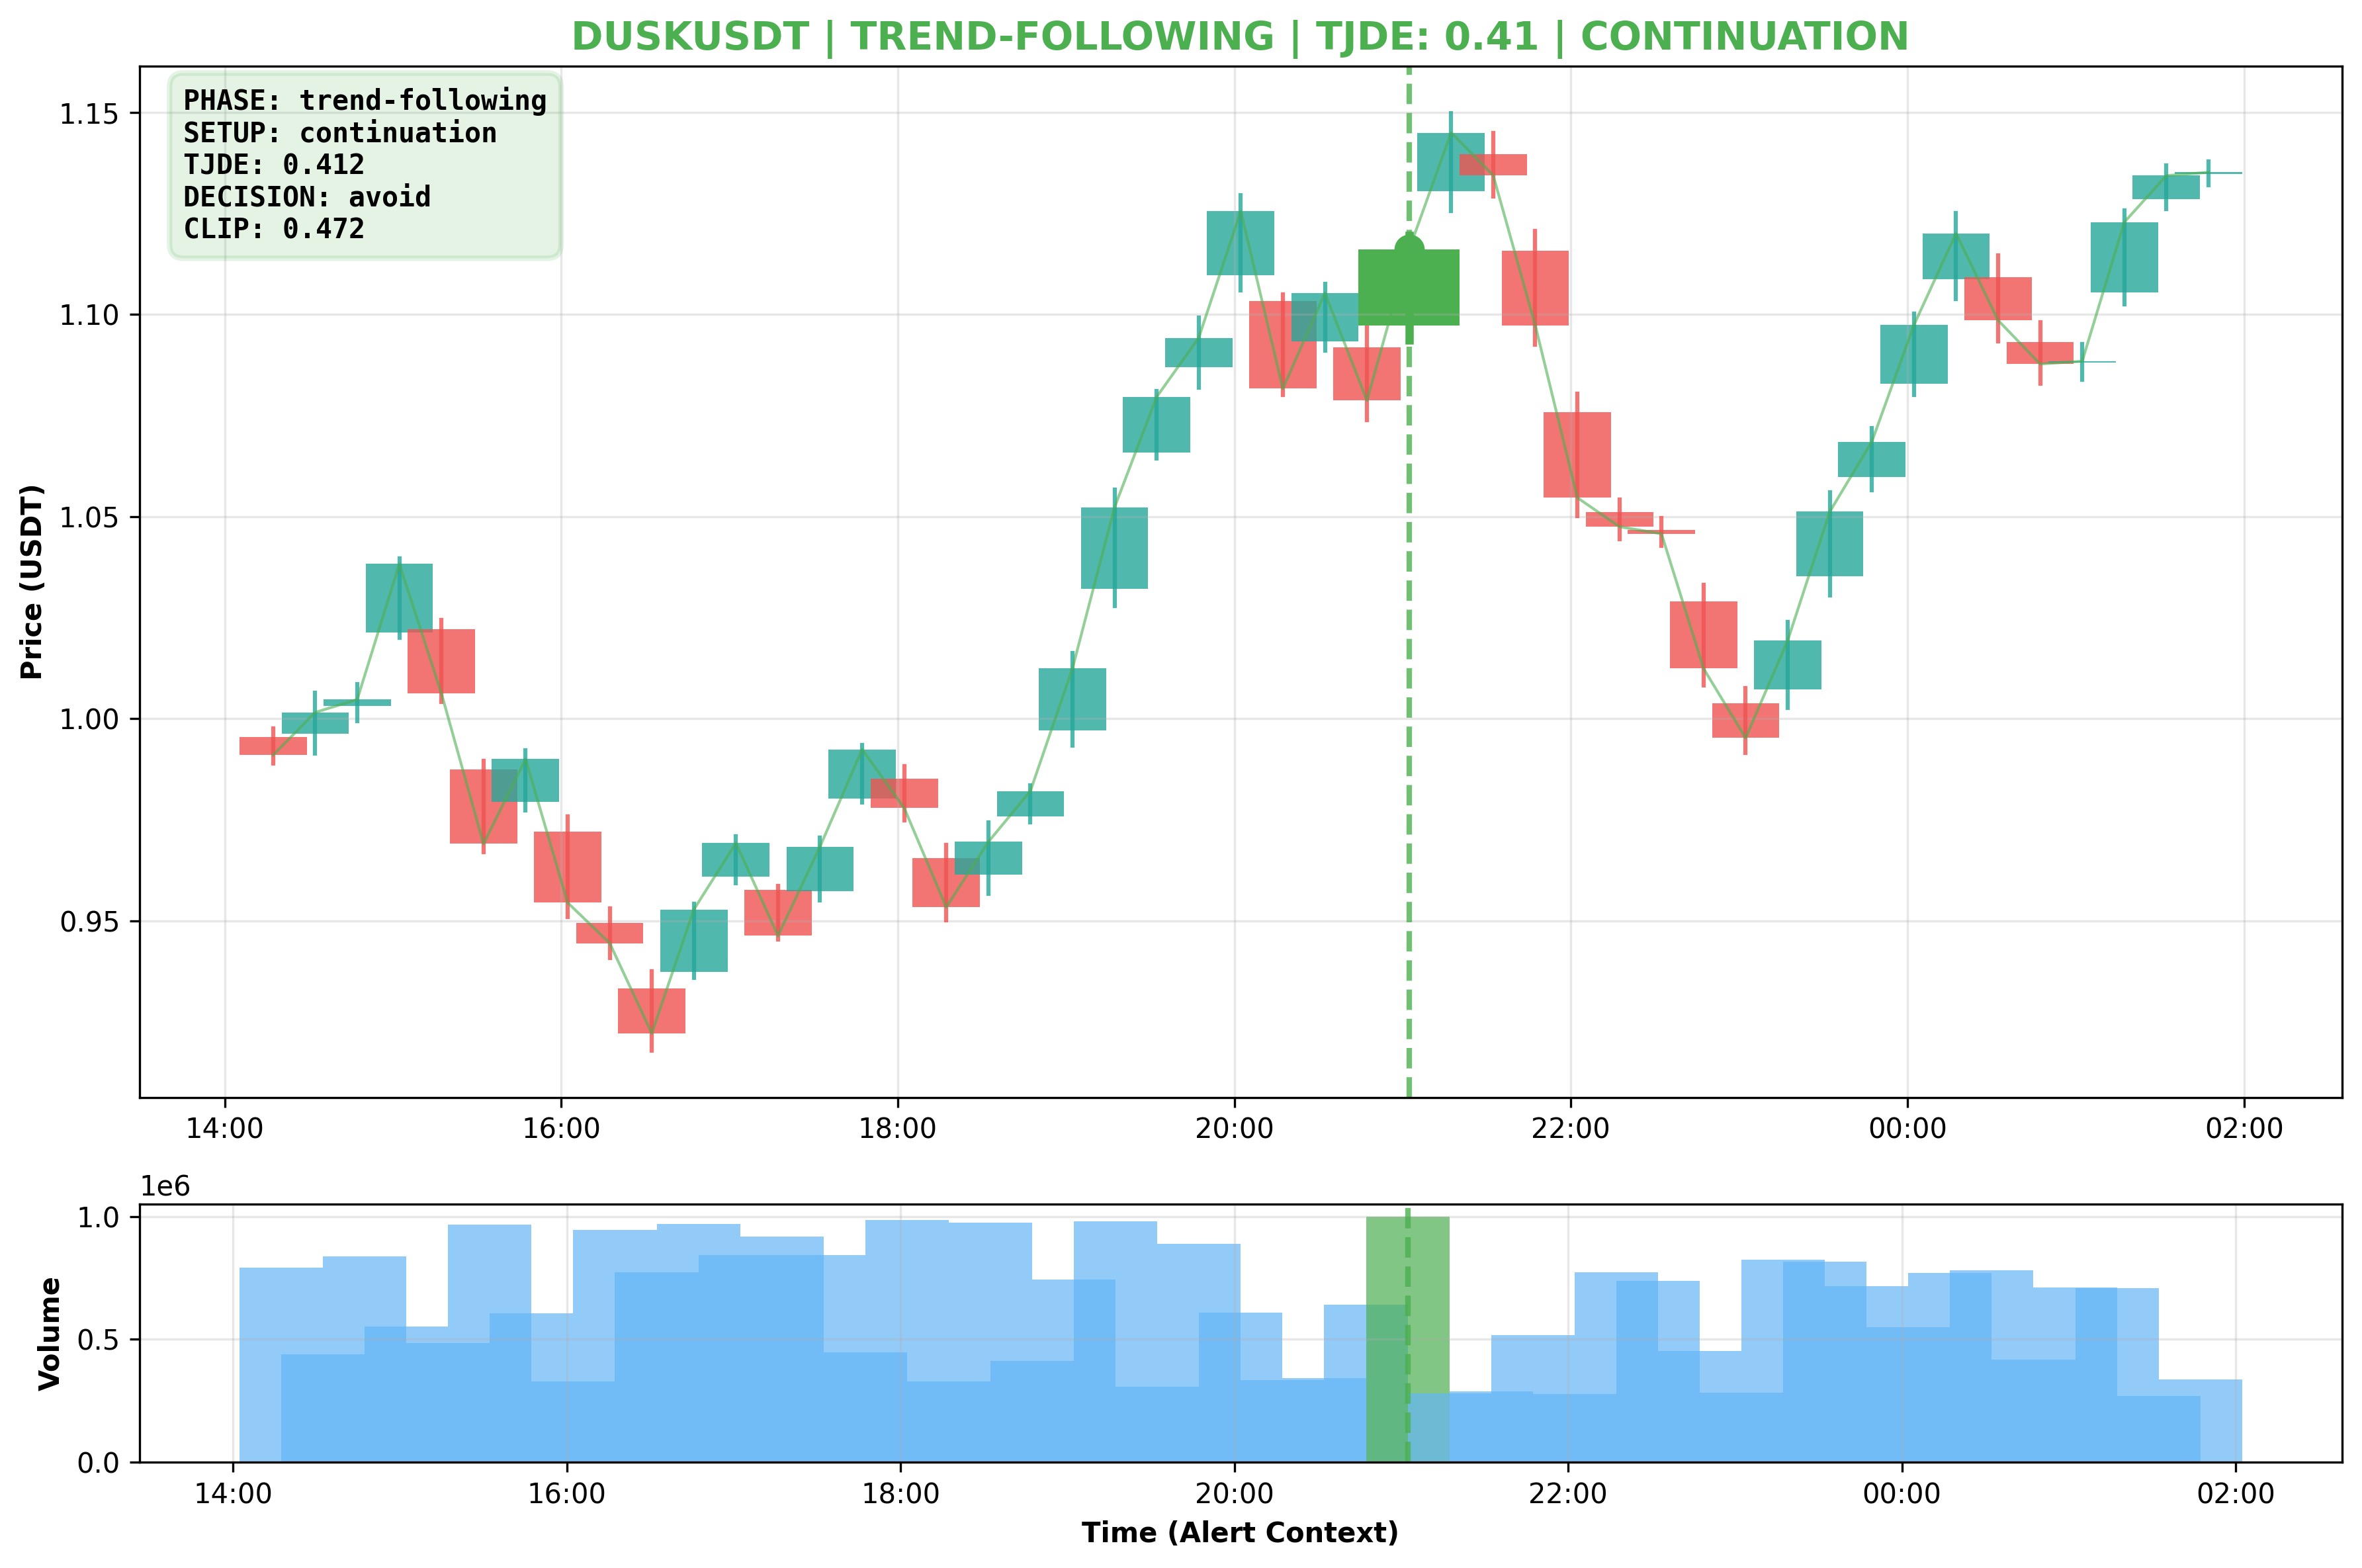 DUSKUSDT | TREND-FOLLOWING | TJDE: 0.41 | CONTINUATION
PHASE: trend-following
SETUP: continuation
TJDE: 0.412
DECISION: avoid
CLIP: 0.472
Price (USDT)
1.15
1.10
1.05
1.00
0.95
14:00
16:00
18:00
20:00
22:00
00:00
02:00
1e6
Volume
1.0
0.5
0.0
14:00
16:00
18:00
20:00
22:00
00:00
02:00
Time (Alert Context)